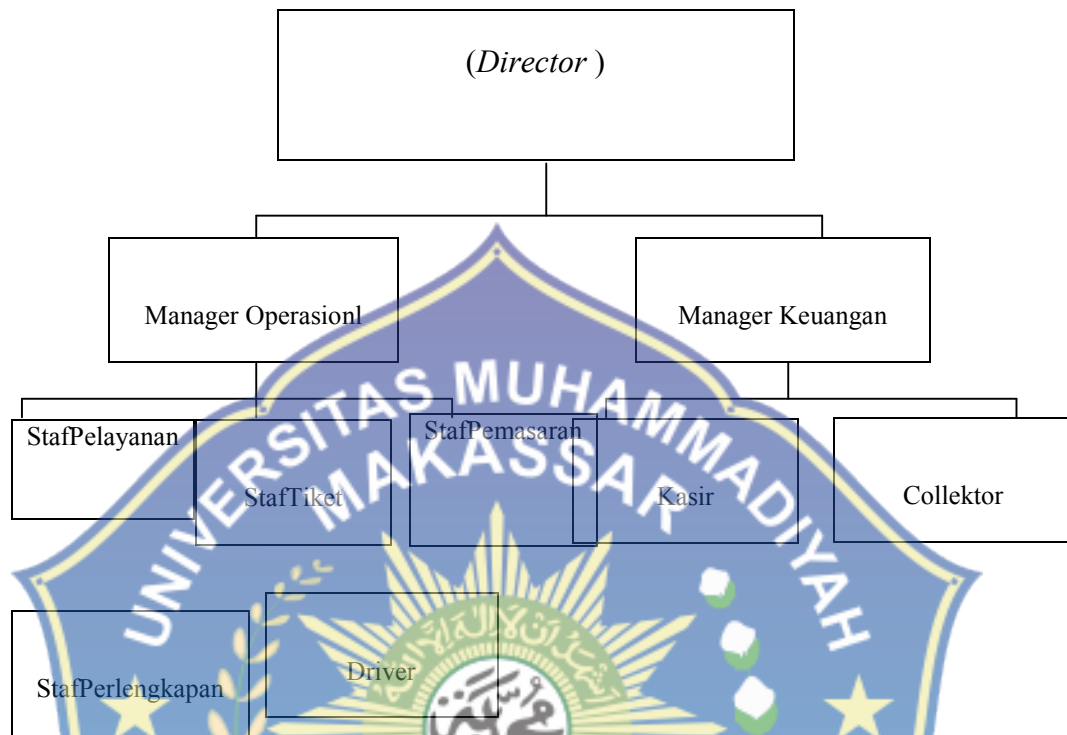 (Director )
Manager Operasionl
Manager Keuangan
StafPelayanan
StafTiket
StafPemasaran
Kasir
Collektor
StafPerlengkapan
Driver
UNIVERSITAS MUHAMMADIYAH
MAKASSAR